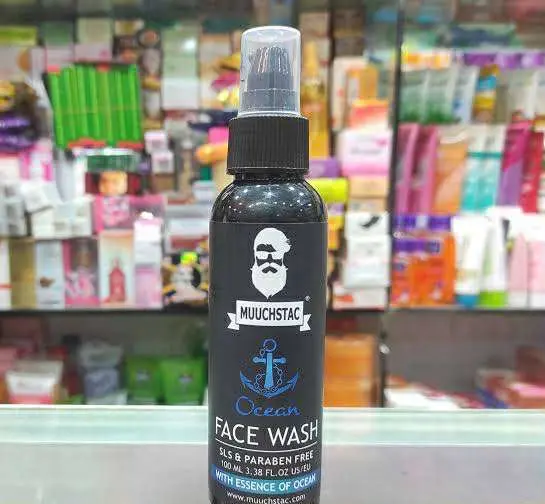 MUUCHSTAC ®
Ocean
FACE WASH
SLS & PARABEN FREE
100 ML 3.38 FL.OZ US/EU
WITH ESSENCE OF OCEAN
www.muuchstac.com